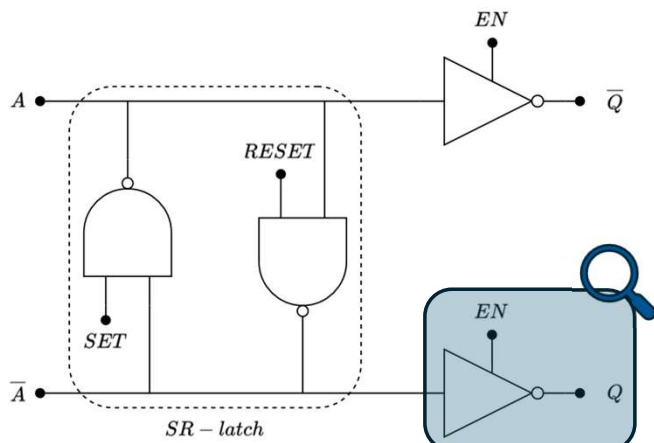 EN
A
Q̅
RESET
SET
EN
A̅
Q
SR – latch